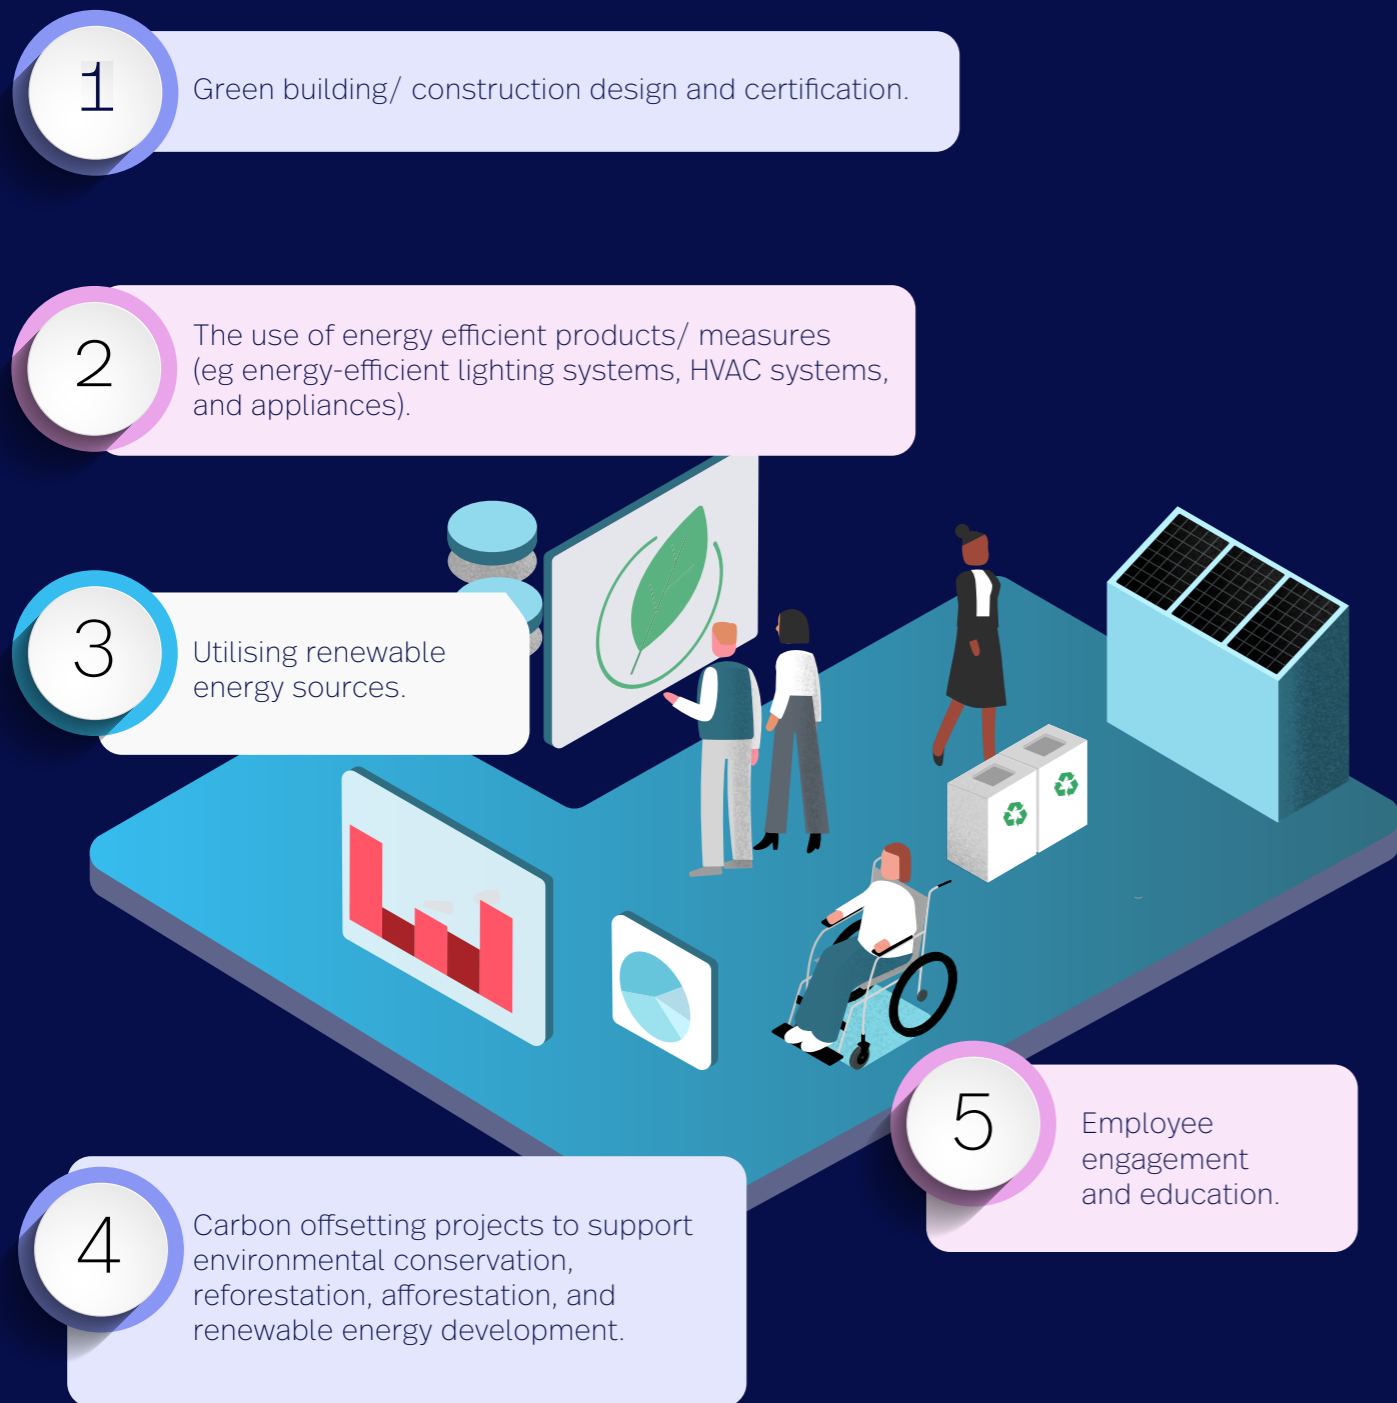 1
Green building/ construction design and certification.
2
The use of energy efficient products/ measures
(eg energy-efficient lighting systems, HVAC systems,
and appliances).
3
Utilising renewable
energy sources.
4
Carbon offsetting projects to support
environmental conservation,
reforestation, afforestation, and
renewable energy development.
5
Employee
engagement
and education.